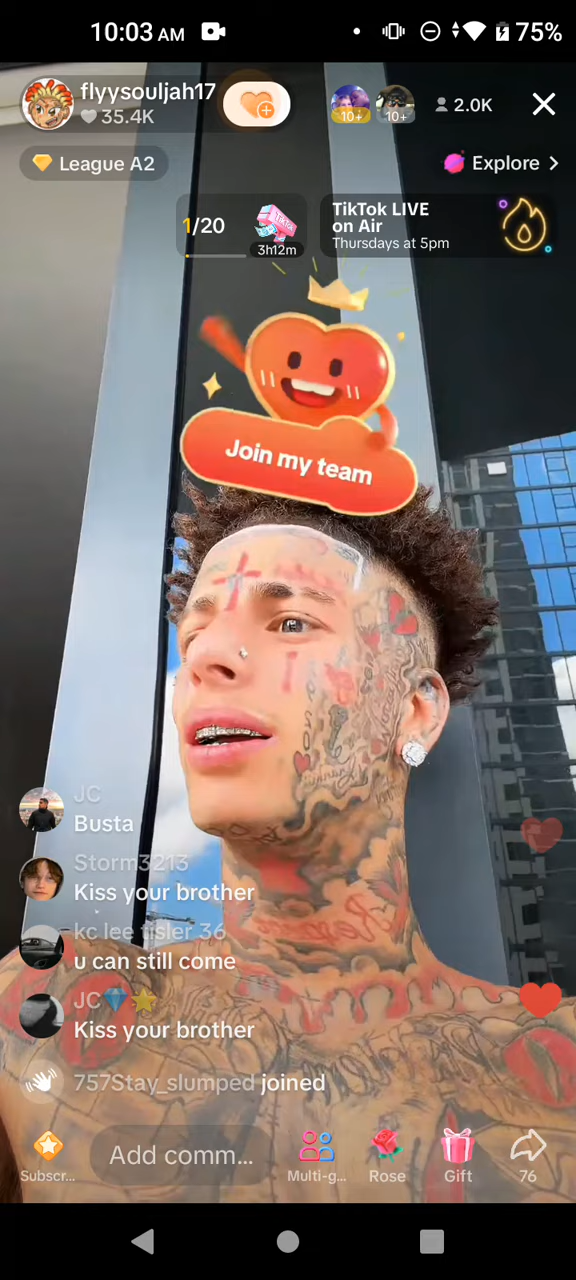 10:03 AM
75%
flyysouljah17
35.4K
10+
10+
2.0K
League A2
Explore
1/20
3h12m
TikTok LIVE
on Air
Thursdays at 5pm
TikTok
Join my team
JC
Busta
Storm3213
Kiss your brother
kc lee tisler 36
u can still come
JC💎⭐
Kiss your brother
757Stay_slumped joined
Add comm...
Subscr...
Multi-g...
Rose
Gift
76